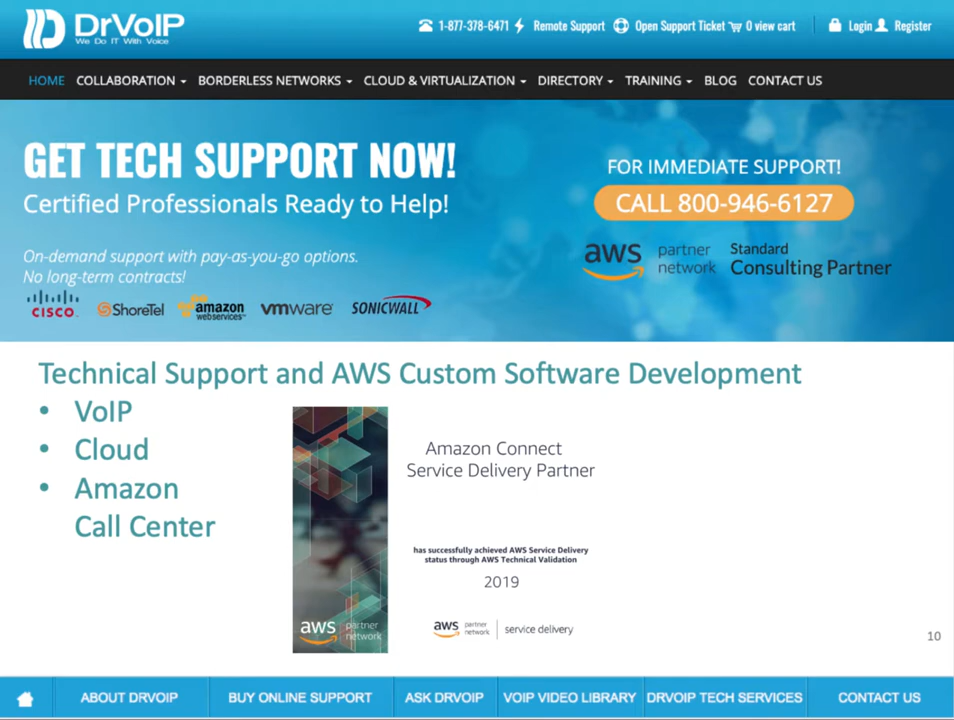 DrVoIP
We Do IT With Voice
1-877-378-6471 Remote Support Open Support Ticket 0 view cart Login Register
HOME COLLABORATION BORDERLESS NETWORKS CLOUD & VIRTUALIZATION DIRECTORY TRAINING BLOG CONTACT US
GET TECH SUPPORT NOW!
Certified Professionals Ready to Help!
On-demand support with pay-as-you-go options.
No long-term contracts!
CISCO ShoreTel amazon webservices™ vmware SONICWALL
FOR IMMEDIATE SUPPORT!
CALL 800-946-6127
aws partner network Standard Consulting Partner
Technical Support and AWS Custom Software Development
• VoIP
• Cloud
• Amazon
Call Center
aws partner network
Amazon Connect
Service Delivery Partner
has successfully achieved AWS Service Delivery
status through AWS Technical Validation
2019
aws partner network service delivery
10
ABOUT DRVOIP BUY ONLINE SUPPORT ASK DRVOIP VOIP VIDEO LIBRARY DRVOIP TECH SERVICES CONTACT US